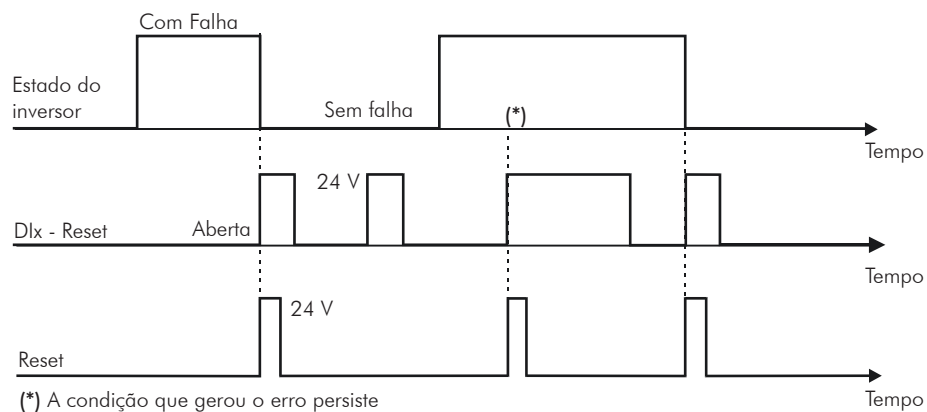 Com Falha
Estado do
inversor
Sem falha
(*)
Tempo
24 V
DIx - Reset
Aberta
Tempo
24 V
Reset
(*) A condição que gerou o erro persiste
Tempo